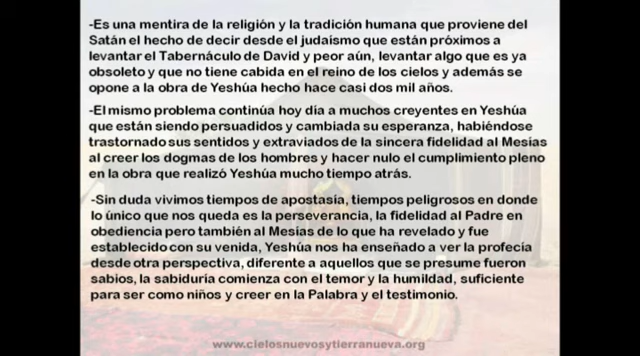 -Es una mentira de la religión y la tradición humana que proviene del
Satán el hecho de decir desde el judaísmo que están próximos a
levantar el Tabernáculo de David y peor aún, levantar algo que es ya
obsoleto y que no tiene cabida en el reino de los cielos y además se
opone a la obra de Yeshúa hecho hace casi dos mil años.
-El mismo problema continúa hoy día a muchos creyentes en Yeshúa
que están siendo persuadidos y cambiada su esperanza, habiéndose
trastornado sus sentidos y extraviados de la sincera fidelidad al Mesías
al creer los dogmas de los hombres y hacer nulo el cumplimiento pleno
en la obra que realizó Yeshúa mucho tiempo atrás.
-Sin duda vivimos tiempos de apostasía, tiempos peligrosos en donde
lo único que nos queda es la perseverancia, la fidelidad al Padre en
obediencia pero también al Mesías de lo que ha revelado y fue
establecido con su venida, Yeshúa nos ha enseñado a ver la profecía
desde otra perspectiva, diferente a aquellos que se presume fueron
sabios, la sabiduría comienza con el temor y la humildad, suficiente
para ser como niños y creer en la Palabra y el testimonio.
www.cielosnuevosytierranueva.org